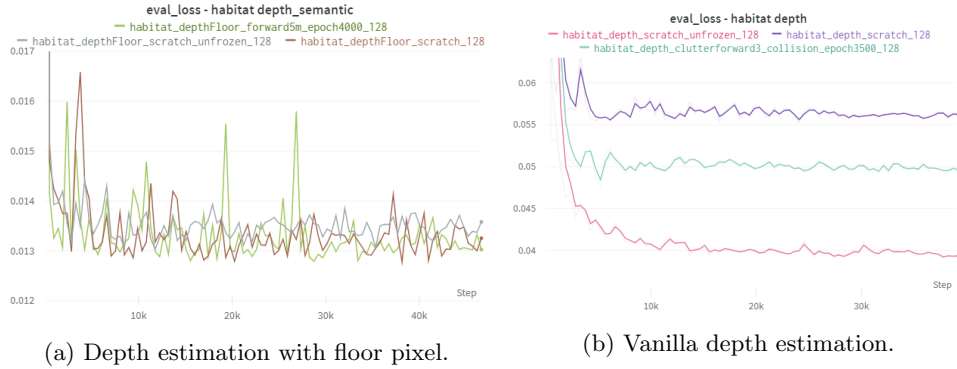 eval_loss - habitat depth_semantic
habitat_depthFloor_forward5m_epoch4000_128
habitat_depthFloor_scratch_unfrozen_128 habitat_depthFloor_scratch_128
0.017
0.016
0.015
0.014
0.013
0.012
10k 20k 30k 40k
Step
(a) Depth estimation with floor pixel.
eval_loss - habitat depth
habitat_depth_scratch_unfrozen_128 habitat_depth_scratch_128
habitat_depth_clutterforward3_collision_epoch3500_128
0.06
0.055
0.05
0.045
0.04
Step
10k 20k 30k
(b) Vanilla depth estimation.